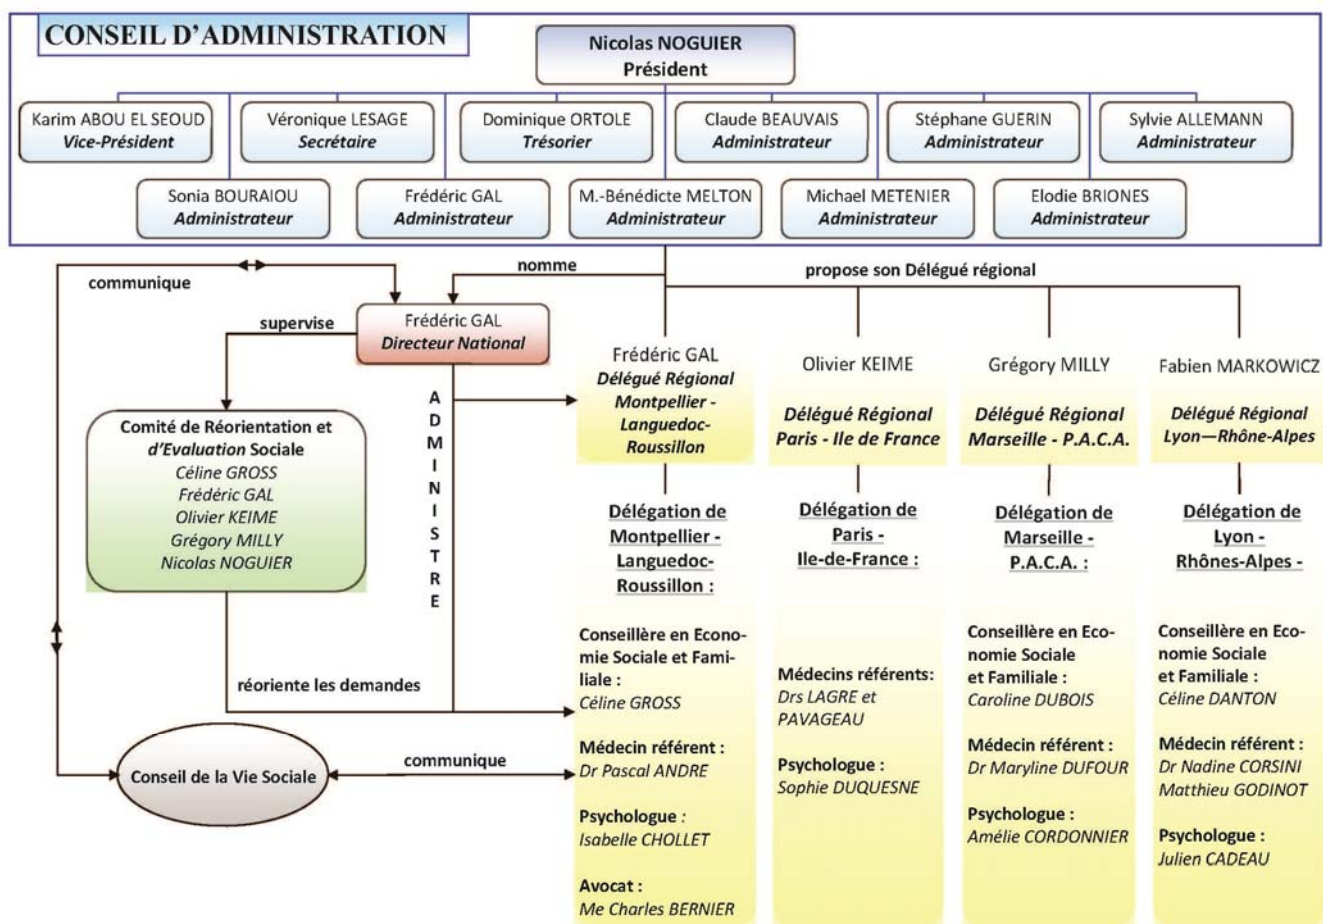 CONSEIL D'ADMINISTRATION
Nicolas NOGUIER
Président
Karim ABOU EL SEOUD
Vice-Président
Véronique LESAGE
Secrétaire
Dominique ORTOLE
Trésorier
Claude BEAUVAIS
Administrateur
Stéphane GUERIN
Administrateur
Sylvie ALLEMANN
Administrateur
Sonia BOURAIOU
Administrateur
Frédéric GAL
Administrateur
M.-Bénédicte MELTON
Administrateur
Michael METENIER
Administrateur
Elodie BRIONES
Administrateur
communique
nomme
propose son Délégué régional
supervise
Frédéric GAL
Directeur National
ADMINISTRE
Comité de Réorientation et
d'Evaluation Sociale
Céline GROSS
Frédéric GAL
Olivier KEIME
Grégory MILLY
Nicolas NOGUIER
réoriente les demandes
Conseil de la Vie Sociale
communique
Frédéric GAL
Délégué Régional
Montpellier -
Languedoc-
Roussillon
Délégation de
Montpellier -
Languedoc-
Roussillon :
Conseillère en Econo-
mie Sociale et Fami-
liale :
Céline GROSS
Médecin référent :
Dr Pascal ANDRE
Psychologue :
Isabelle CHOLLET
Avocat :
Me Charles BERNIER
Olivier KEIME
Délégué Régional
Paris - Ile de France
Délégation de
Paris -
Ile-de-France :
Médecins référents:
Drs LAGRE et
PAVAGEAU
Psychologue :
Sophie DUQUESNE
Grégory MILLY
Délégué Régional
Marseille - P.A.C.A.
Délégation de
Marseille -
P.A.C.A. :
Conseillère en Eco-
nomie Sociale
et Familiale :
Caroline DUBOIS
Médecin référent :
Dr Maryline DUFOUR
Psychologue :
Amélie CORDONNIER
Fabien MARKOWICZ
Délégué Régional
Lyon—Rhône-Alpes
Délégation de
Lyon -
Rhônes-Alpes -
Conseillère en Eco-
nomie Sociale
et Familiale :
Céline DANTON
Médecin référent :
Dr Nadine CORSINI
Matthieu GODINOT
Psychologue :
Julien CADEAU